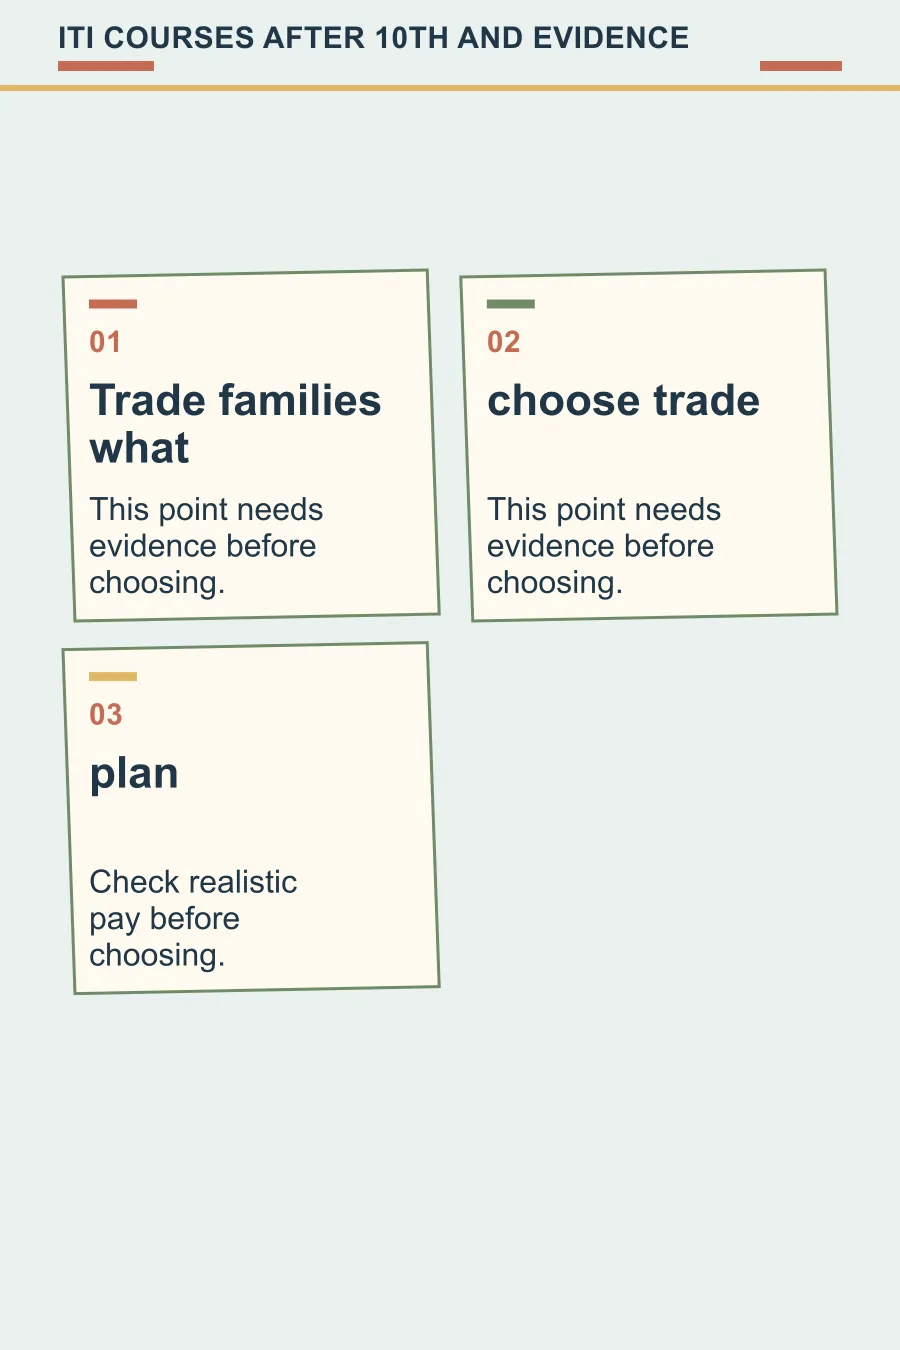 ITI COURSES AFTER 10TH AND EVIDENCE
01
Trade families
what
This point needs
evidence before
choosing.
02
choose trade
This point needs
evidence before
choosing.
03
plan
Check realistic
pay before
choosing.